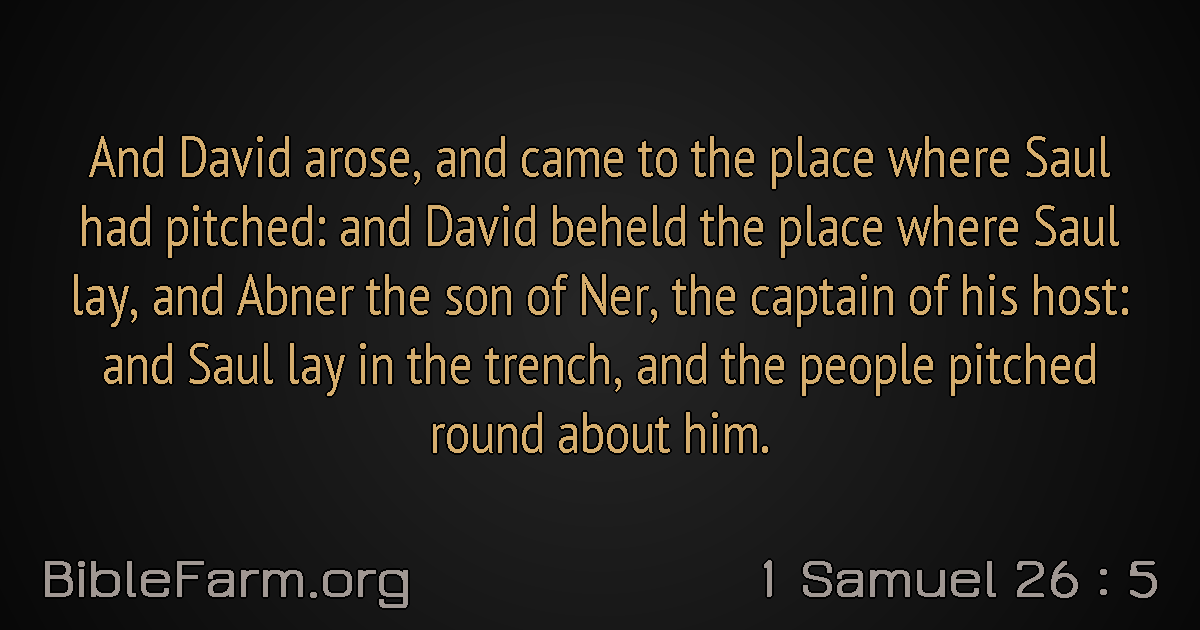 And David arose, and came to the place where Saul
had pitched: and David beheld the place where Saul
lay, and Abner the son of Ner, the captain of his host:
and Saul lay in the trench, and the people pitched
round about him.
BibleFarm.org
1 Samuel 26 : 5